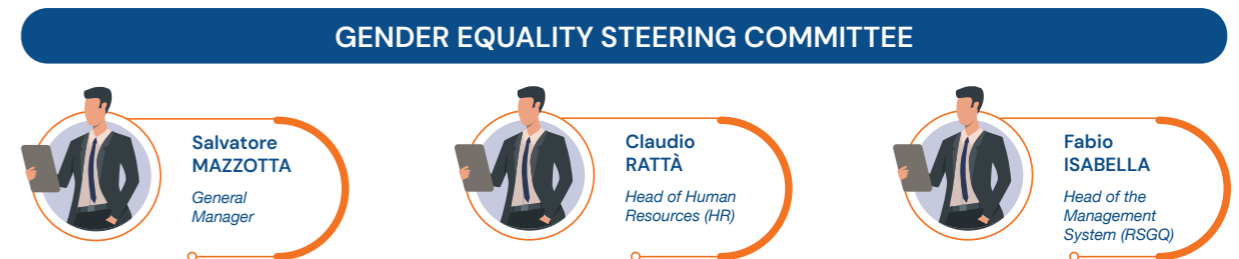 GENDER EQUALITY STEERING COMMITTEE
Salvatore
MAZZOTTA
General
Manager
Claudio
RATTÀ
Head of Human
Resources (HR)
Fabio
ISABELLA
Head of the
Management
System (RSGQ)